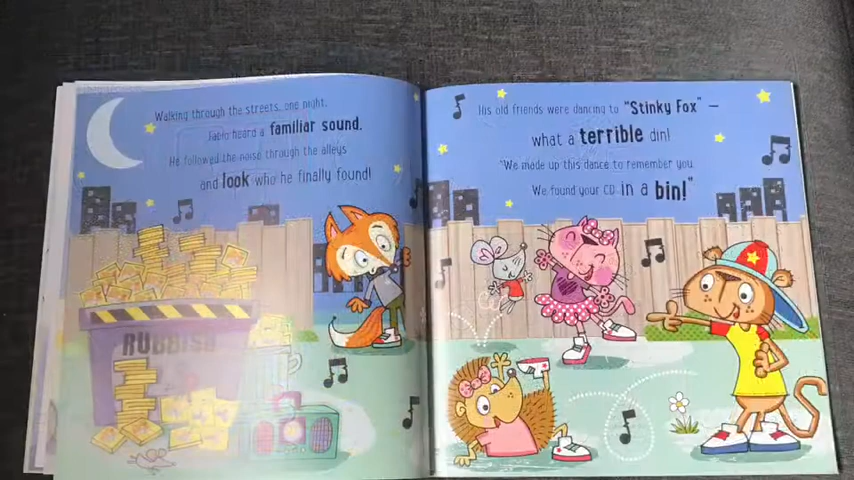 Walking through the streets, one night,
Jabio heard a familiar sound.
He followed the noise through the alleys
and look who he finally found!
RUBBISH
His old friends were dancing to "Stinky Fox" –
what a terrible din!
"We made up this dance to remember you.
We found your CD in a bin!"